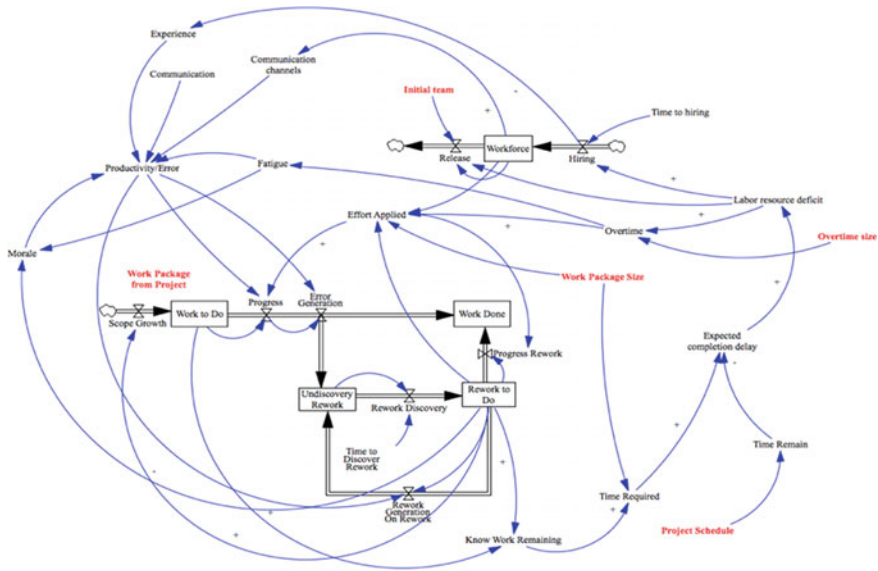 Experience
Communication
channels
Communication
Initial team
Time to hiring
Workforce
Release
Hiring
Productivity/Error
Fatigue
Labor resource deficit
Effort Applied
Overtime
Overtime size
Morale
Work Package
from Project
Work Package Size
Progress
Error
Generation
Work to Do
Work Done
Scope Growth
Expected
completion delay
Progress Rework
Undiscovery
Rework
Rework to
Do
Rework Discovery
Time to
Discover
Rework
Time Remain
Time Required
Rework
Generation
On Rework
Project Schedule
Know Work Remaining